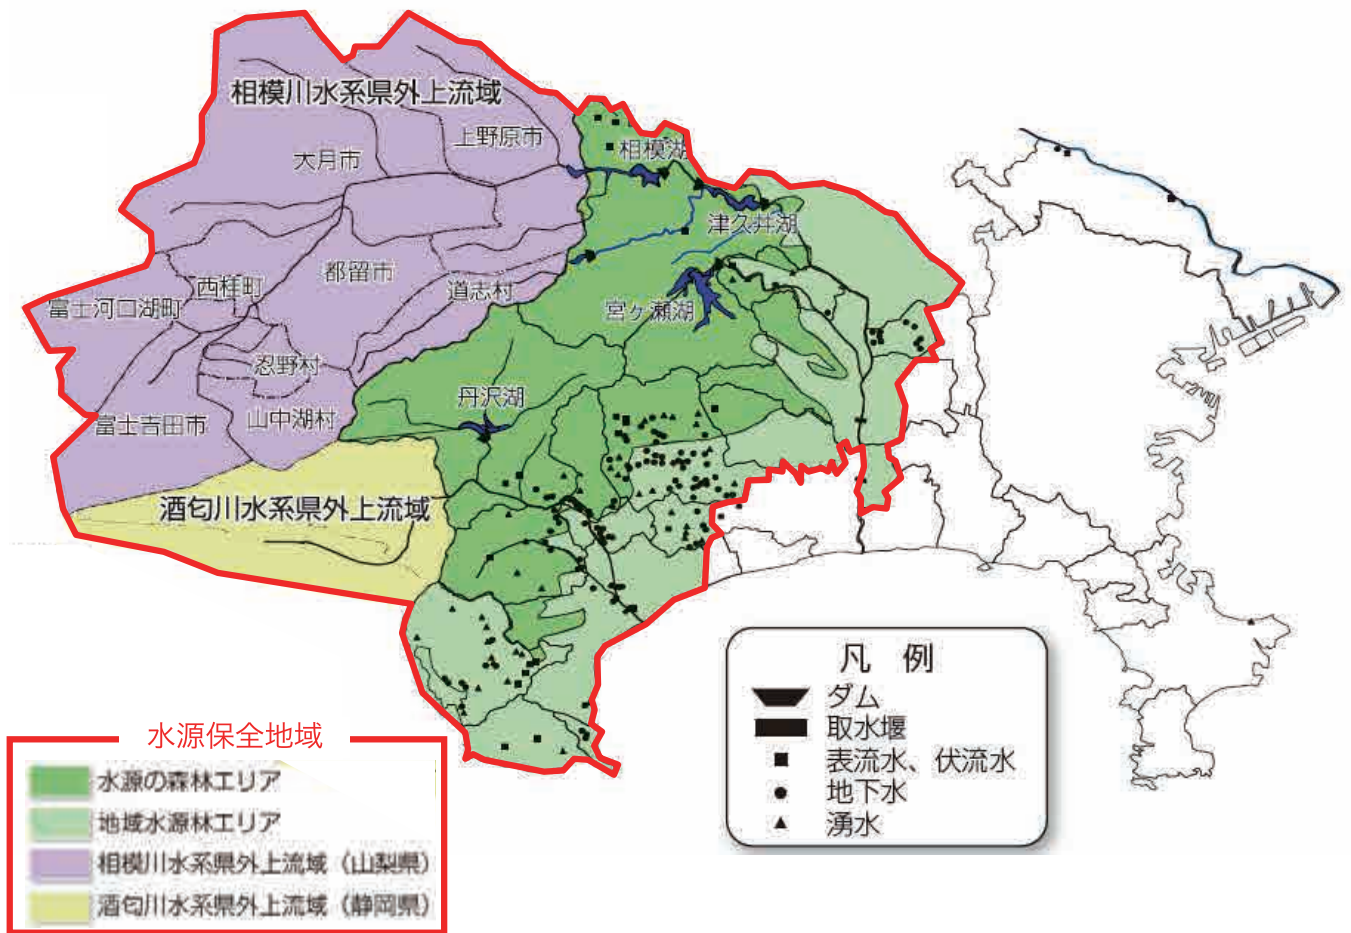 相模川水系県外上流域
上野原市
大月市
相模湖
津久井湖
都留市
西桂町
道志村
富士河口湖町
宮ヶ瀬湖
忍野村
丹沢湖
富士吉田市
山中湖村
酒匂川水系県外上流域
凡 例
ダム
取水堰
表流水、伏流水
地下水
湧水
水源保全地域
水源の森林エリア
地域水源林エリア
相模川水系県外上流域（山梨県）
酒匂川水系県外上流域（静岡県）